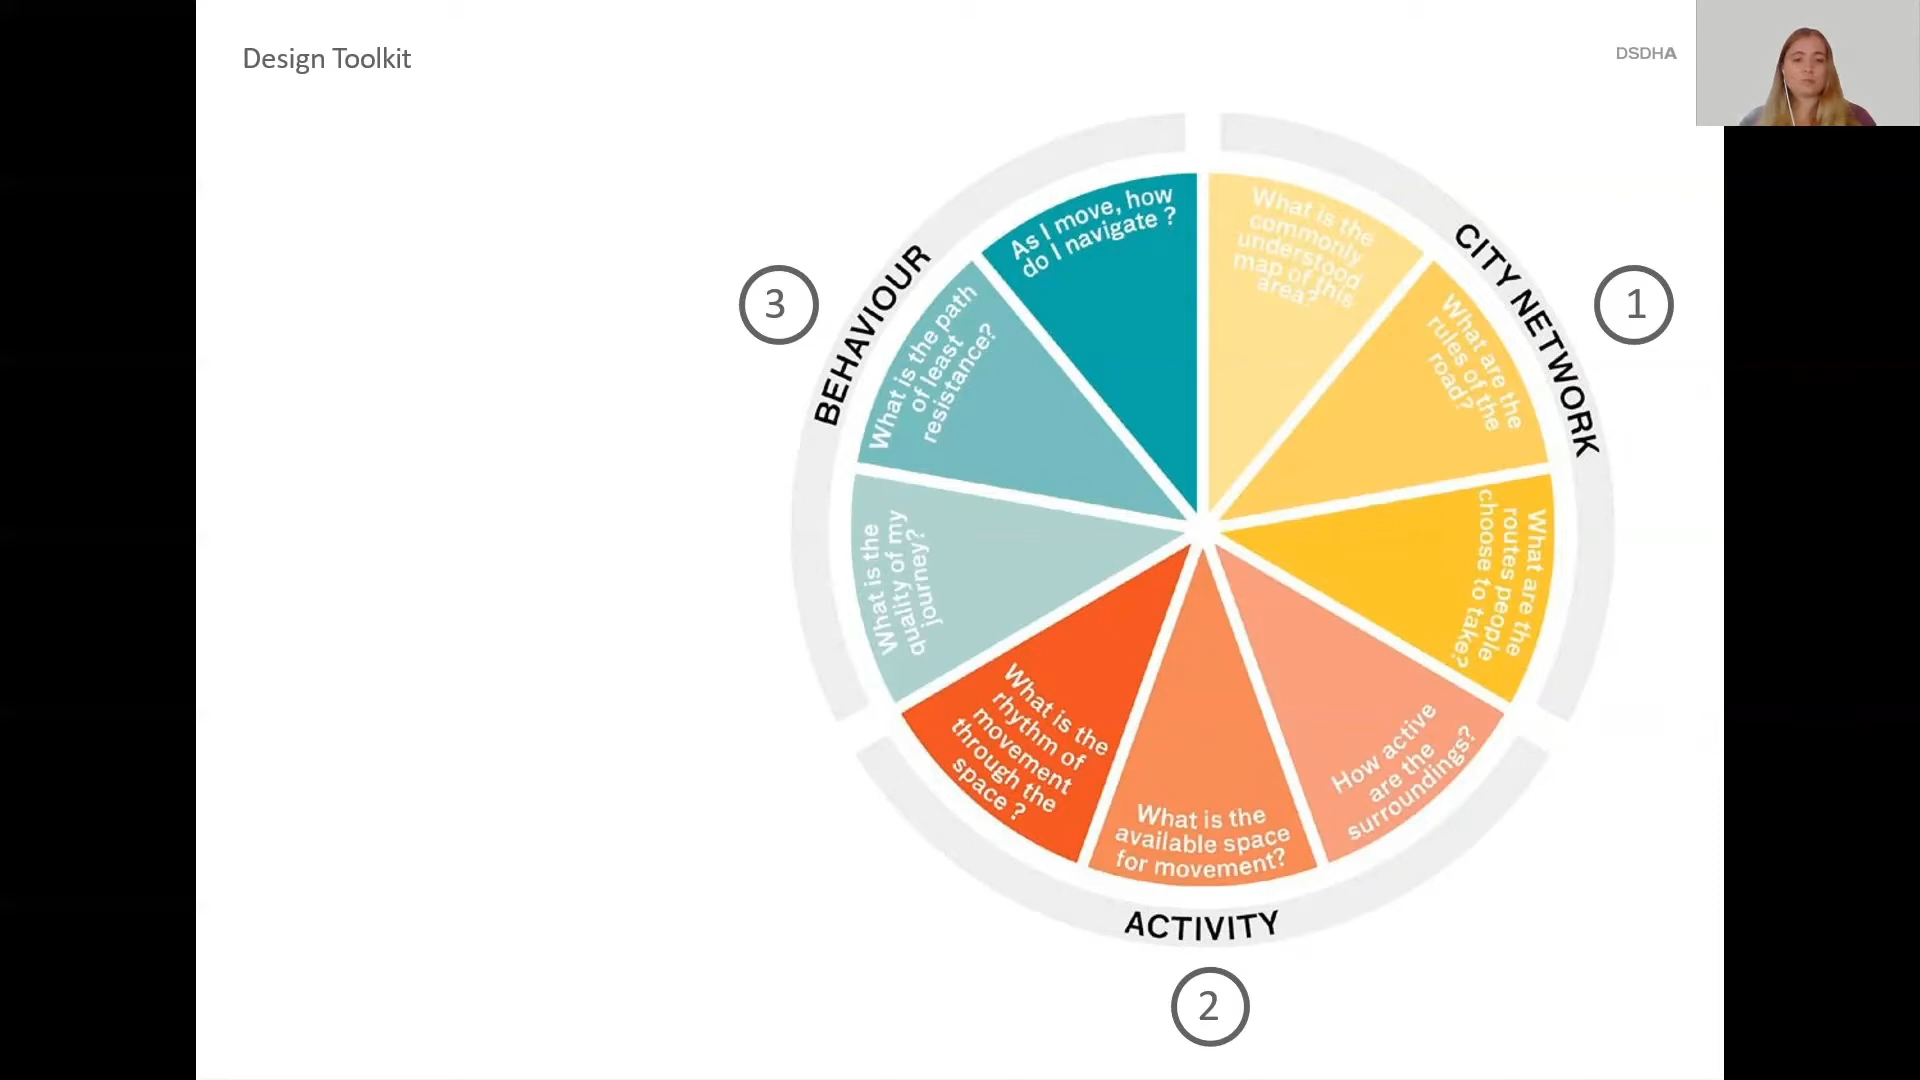 Design Toolkit
DSDHA
CITY NETWORK
1
What is the
commonly
understood
map of this
area?
What are the
rules of the
road?
What are the
routes people
choose to take?
ACTIVITY
2
How active
are the
surroundings?
What is the
available space
for movement?
What is the
rhythm of
movement
through the
space ?
BEHAVIOUR
3
What is the
quality of my
journey?
What is the path
of least
resistance?
As I move, how
do I navigate ?